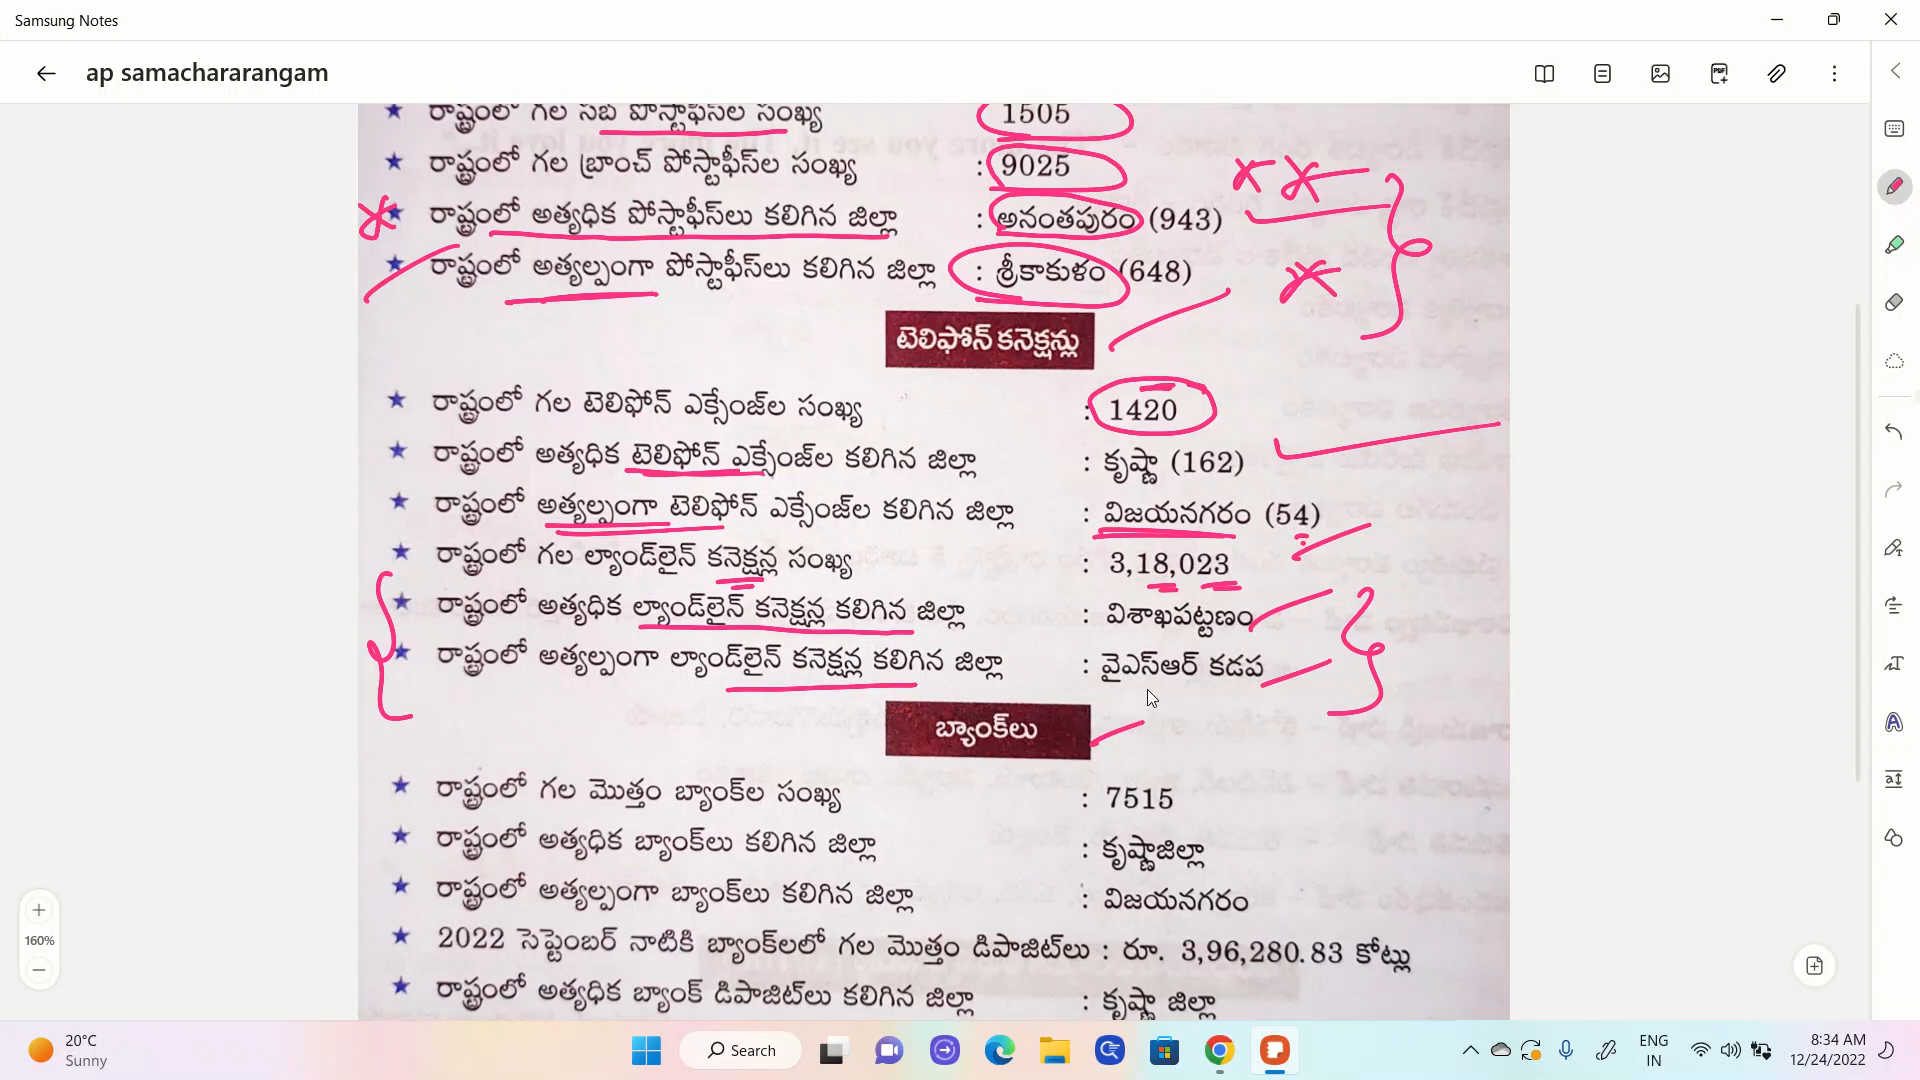 Samsung Notes
ap samachararangam
రాష్ట్రంలో గల సబ్ పోస్టాఫీస్‌ల సంఖ్య 1505
రాష్ట్రంలో గల బ్రాంచ్ పోస్టాఫీస్‌ల సంఖ్య : 9025
రాష్ట్రంలో అత్యధిక పోస్టాఫీస్‌లు కలిగిన జిల్లా : అనంతపురం (943)
రాష్ట్రంలో అత్యల్పంగా పోస్టాఫీస్‌లు కలిగిన జిల్లా : శ్రీకాకుళం (648)
టెలిఫోన్ కనెక్షన్లు
రాష్ట్రంలో గల టెలిఫోన్ ఎక్స్ఛేంజ్‌ల సంఖ్య : 1420
రాష్ట్రంలో అత్యధిక టెలిఫోన్ ఎక్స్ఛేంజ్‌ల కలిగిన జిల్లా : కృష్ణా (162)
రాష్ట్రంలో అత్యల్పంగా టెలిఫోన్ ఎక్స్ఛేంజ్‌ల కలిగిన జిల్లా : విజయనగరం (54)
రాష్ట్రంలో గల ల్యాండ్‌లైన్ కనెక్షన్ల సంఖ్య : 3,18,023
రాష్ట్రంలో అత్యధిక ల్యాండ్‌లైన్ కనెక్షన్ల కలిగిన జిల్లా : విశాఖపట్టణం
రాష్ట్రంలో అత్యల్పంగా ల్యాండ్‌లైన్ కనెక్షన్ల కలిగిన జిల్లా : వైఎస్ఆర్ కడప
బ్యాంక్‌లు
రాష్ట్రంలో గల మొత్తం బ్యాంక్‌ల సంఖ్య : 7515
రాష్ట్రంలో అత్యధిక బ్యాంక్‌లు కలిగిన జిల్లా : కృష్ణాజిల్లా
రాష్ట్రంలో అత్యల్పంగా బ్యాంక్‌లు కలిగిన జిల్లా : విజయనగరం
2022 సెప్టెంబర్ నాటికి బ్యాంక్‌లలో గల మొత్తం డిపాజిట్‌లు : రూ. 3,96,280.83 కోట్లు
రాష్ట్రంలో అత్యధిక బ్యాంక్ డిపాజిట్‌లు కలిగిన జిల్లా : కృష్ణా జిల్లా
160%
20°C
Sunny
Search
ENG
IN
8:34 AM
12/24/2022